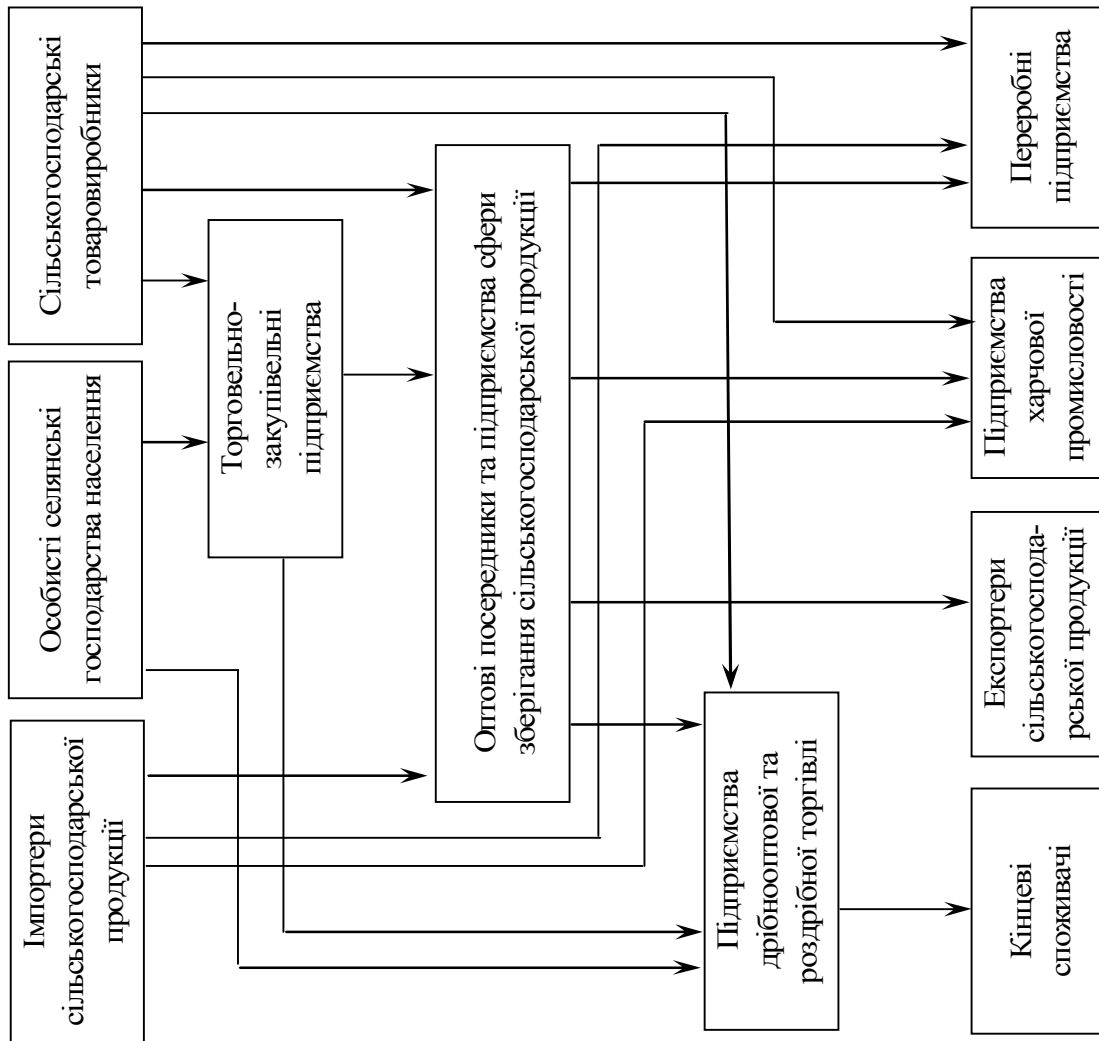 Імпортери
сільськогосподарської
продукції
Особисті селянські
господарства населення
Сільськогосподарські
товаровиробники
Торговельно-
закупівельні
підприємства
Оптові посередники та підприємства сфери
зберігання сільськогосподарської продукції
Підприємства
дрібнооптової та
роздрібної торгівлі
Кінцеві
споживачі
Експортери
сільськогоспода-
рської продукції
Підприємства
харчової
промисловості
Переробні
підприємства